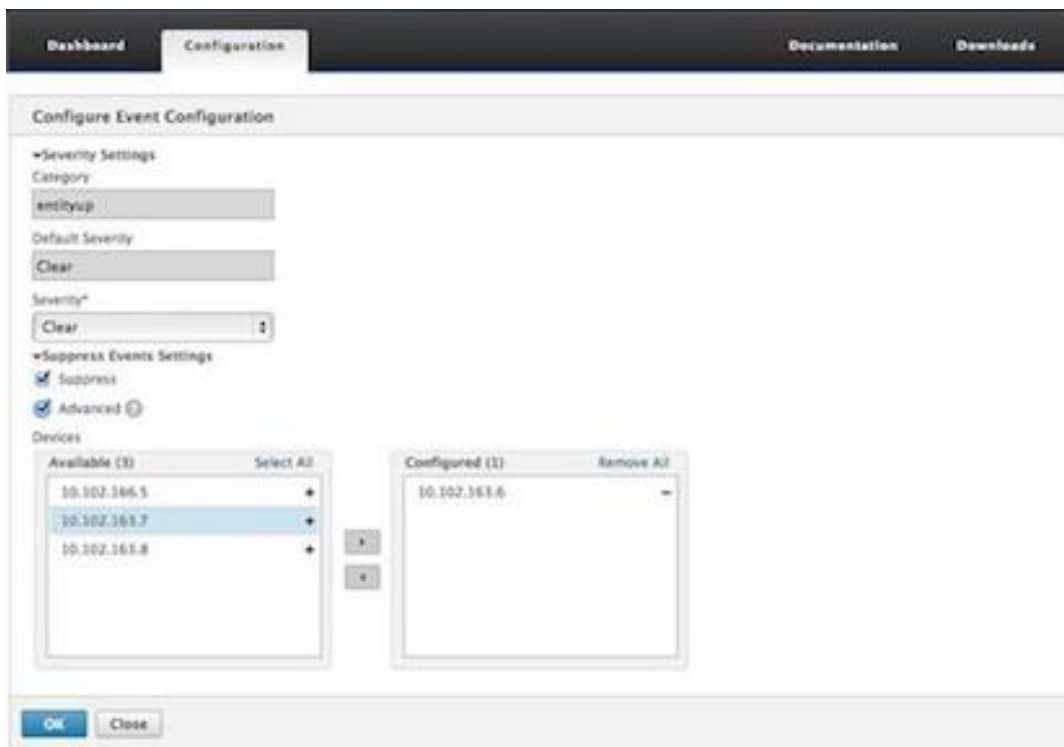 Dashboard Configuration Documentation Downloads
Configure Event Configuration
Severity Settings
Category
entityup
Default Severity
Clear
Severity*
Clear
Suppress Events Settings
Suppress
Advanced
Devices
Available (3) Select All
10.102.166.5 +
10.102.163.7 +
10.102.163.8 +
Configured (1) Remove All
10.102.163.6 −
OK Close